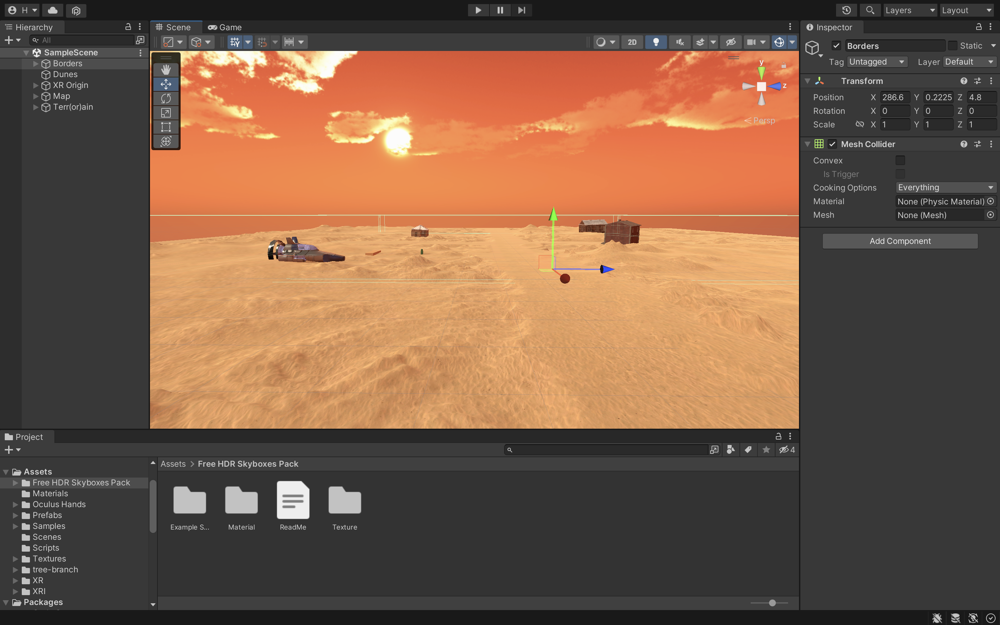 H
Layers
Layout
Hierarchy
All
SampleScene
Borders
Dunes
XR Origin
Map
Terr(or)ain
Scene
Game
2D
y
z
Persp
Inspector
Borders
Static
Tag Untagged Layer Default
Transform
Position X 286.6 Y 0.2225 Z 4.8
Rotation X 0 Y 0 Z 0
Scale X 1 Y 1 Z 1
Mesh Collider
Convex
Is Trigger
Cooking Options Everything
Material None (Physic Material)
Mesh None (Mesh)
Add Component
Project
4
Assets
Free HDR Skyboxes Pack
Materials
Oculus Hands
Prefabs
Samples
Scenes
Scripts
Textures
tree-branch
XR
XRI
Packages
Assets > Free HDR Skyboxes Pack
Example S...
Material
ReadMe
Texture